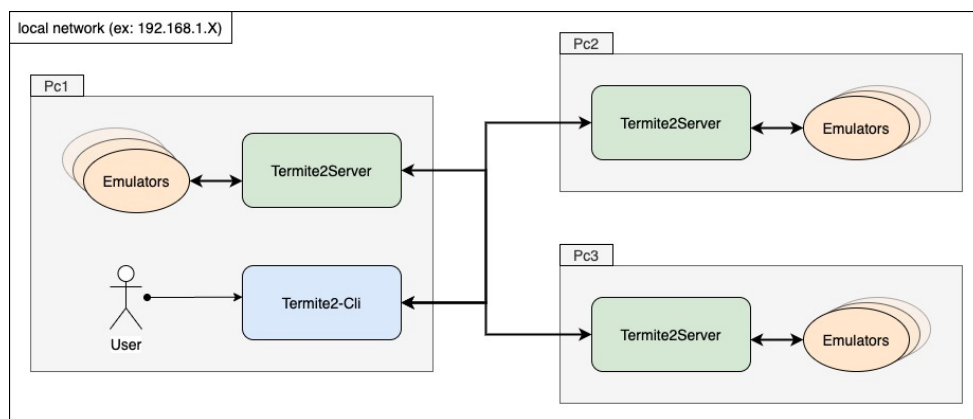 local network (ex: 192.168.1.X)
Pc1
Emulators
Termite2Server
User
Termite2-Cli
Pc2
Termite2Server
Emulators
Pc3
Termite2Server
Emulators